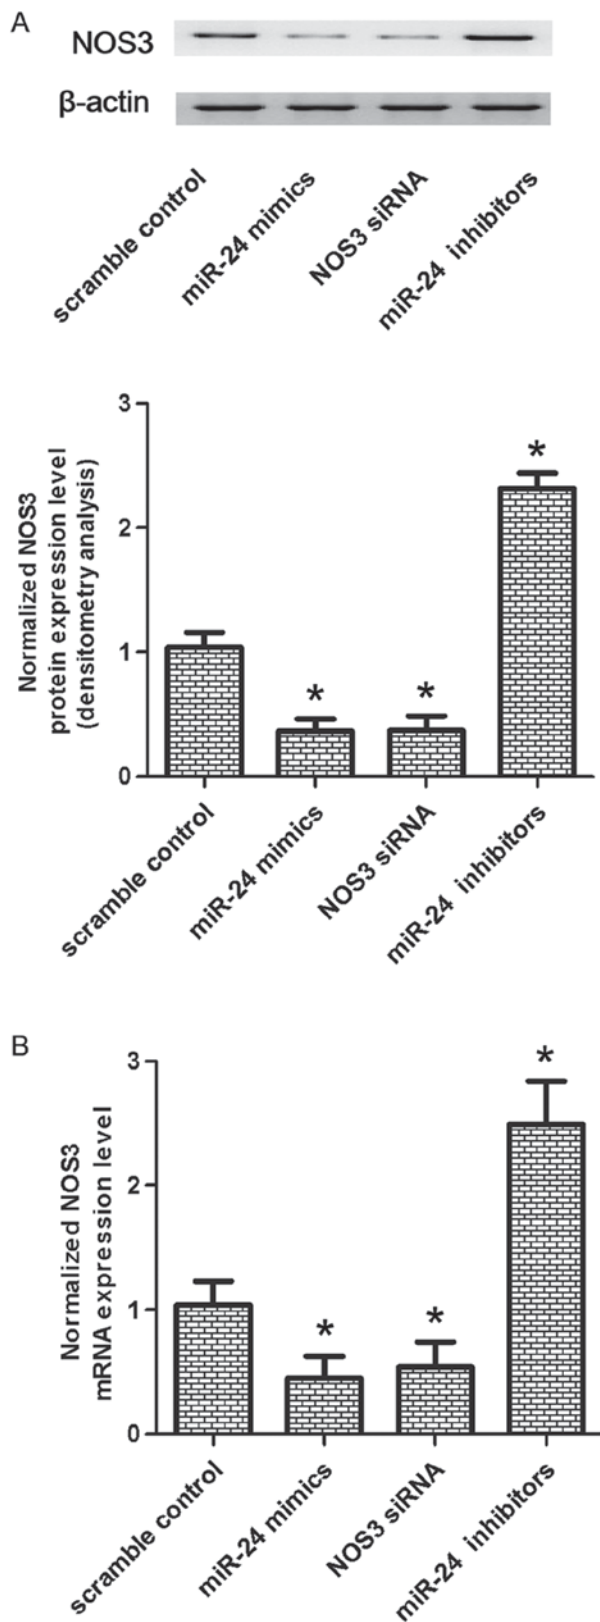 A
NOS3
β-actin
scramble control
miR-24 mimics
NOS3 siRNA
miR-24 inhibitors
Normalized NOS3
protein expression level
(densitometry analysis)
3
2
1
0
*
*
*
scramble control
miR-24 mimics
NOS3 siRNA
miR-24 inhibitors
B
Normalized NOS3
mRNA expression level
3
2
1
0
*
*
*
scramble control
miR-24 mimics
NOS3 siRNA
miR-24 inhibitors